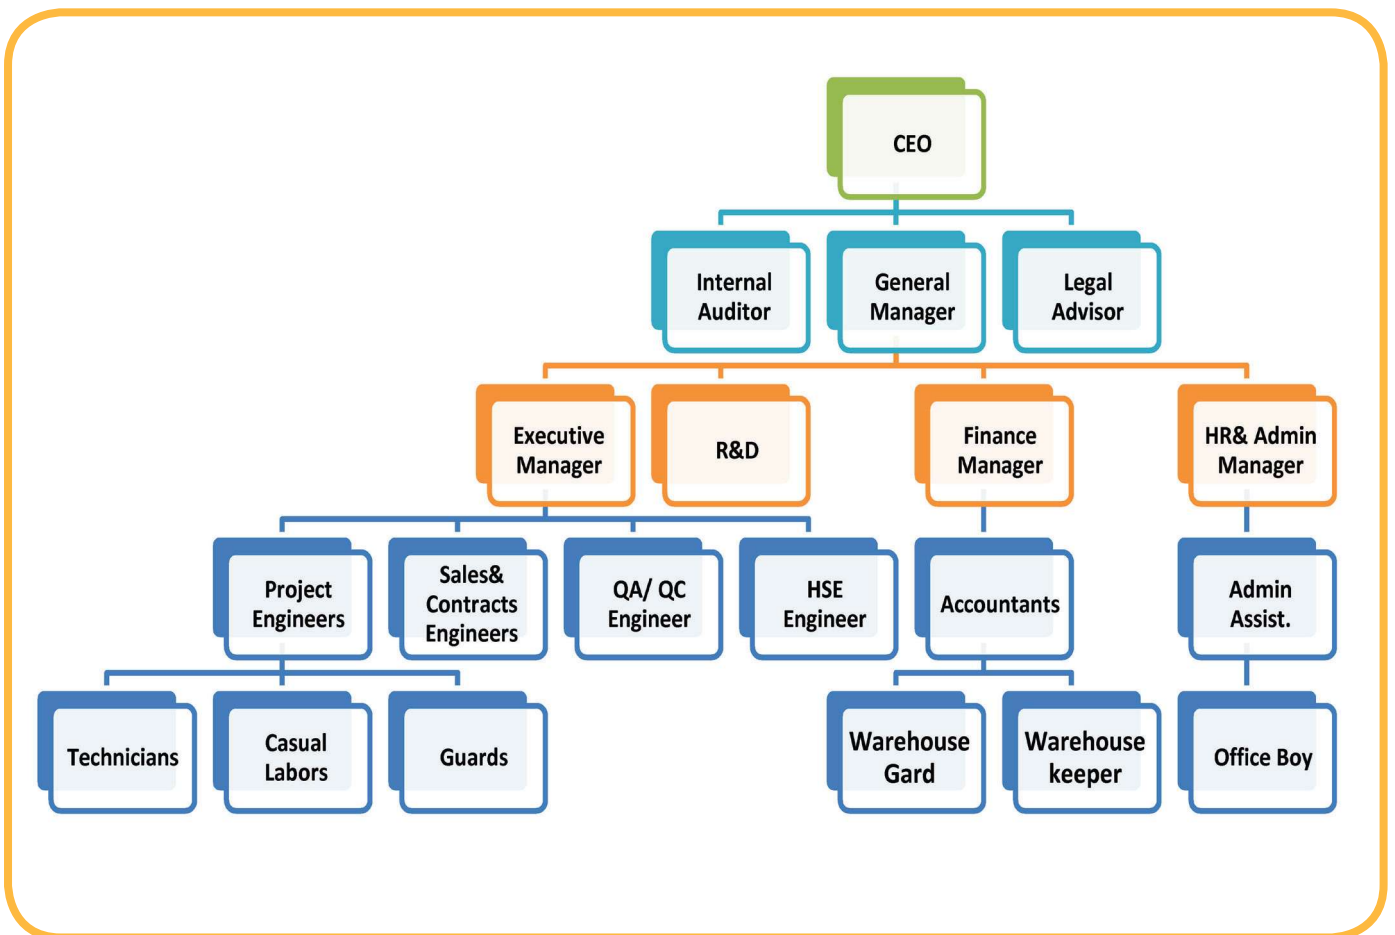 CEO
Internal
Auditor
General
Manager
Legal
Advisor
Executive
Manager
R&D
Finance
Manager
HR& Admin
Manager
Project
Engineers
Sales&
Contracts
Engineers
QA/ QC
Engineer
HSE
Engineer
Accountants
Admin
Assist.
Technicians
Casual
Labors
Guards
Warehouse
Gard
Warehouse
keeper
Office Boy